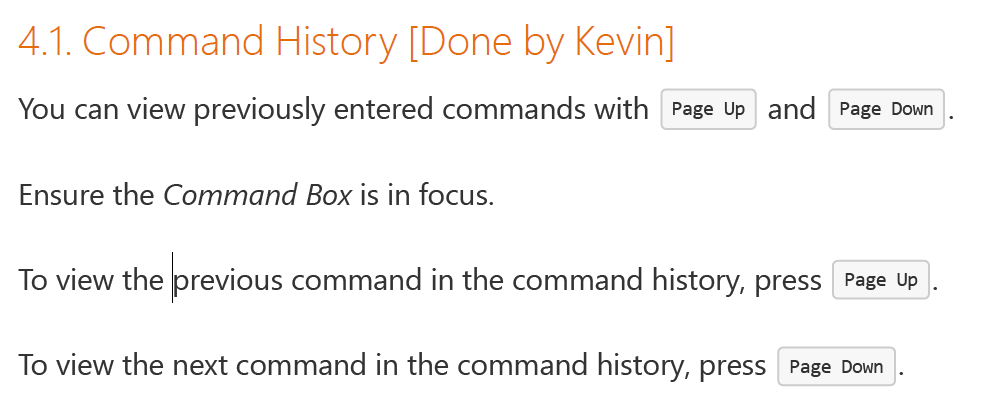 4.1. Command History [Done by Kevin]
You can view previously entered commands with Page Up and Page Down.
Ensure the Command Box is in focus.
To view the previous command in the command history, press Page Up.
To view the next command in the command history, press Page Down.